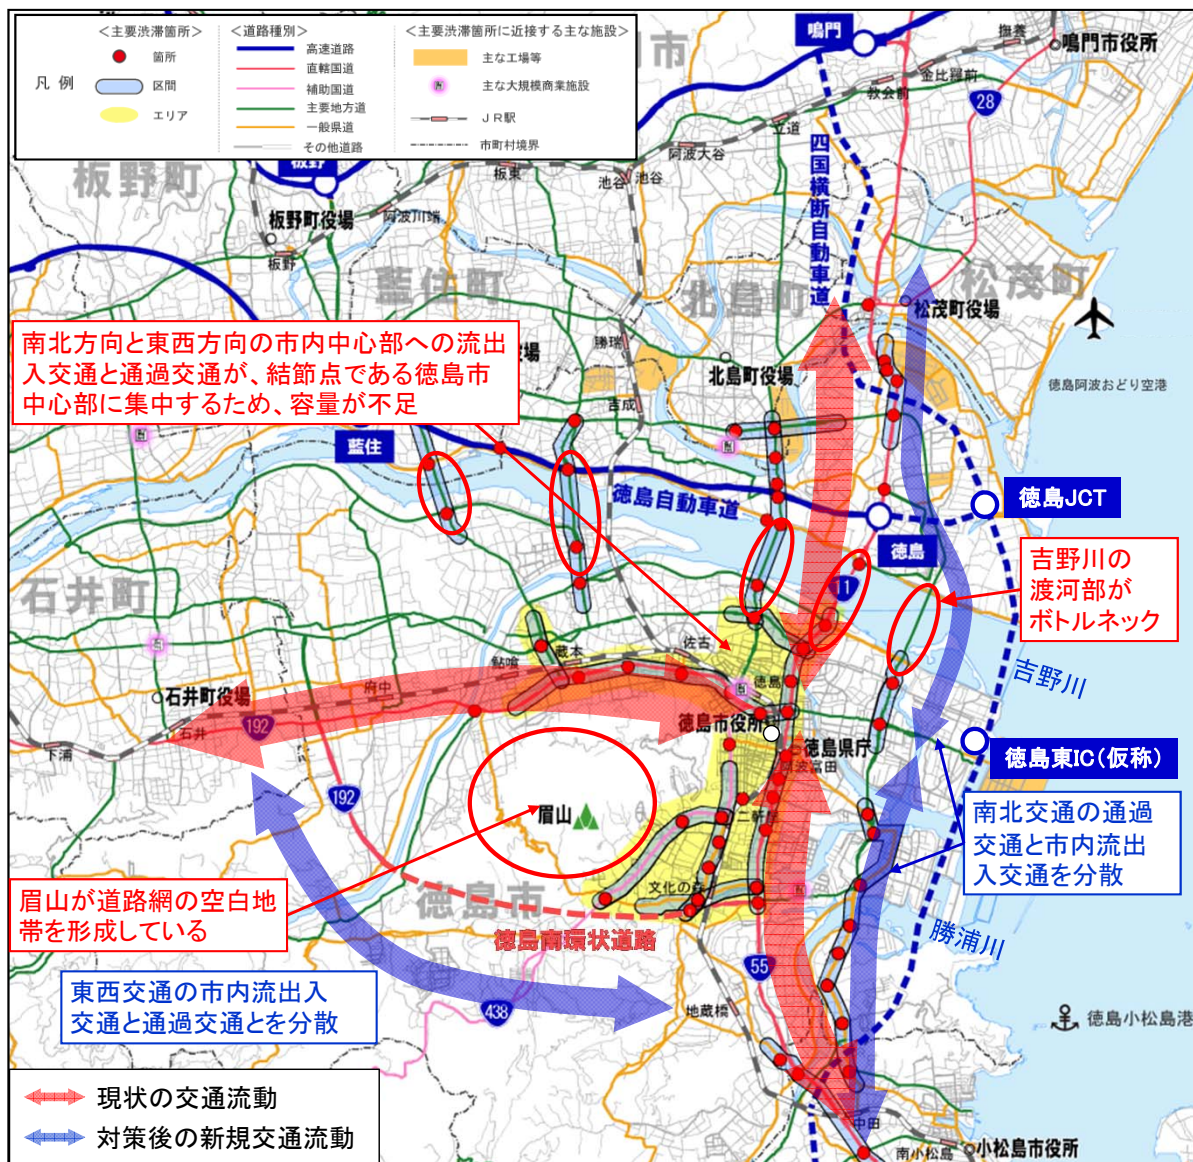 ＜主要渋滞箇所＞
＜道路種別＞
＜主要渋滞箇所に近接する主な施設＞
凡 例
箇所
区間
エリア
高速道路
直轄国道
補助国道
主要地方道
一般県道
その他道路
主な工場等
主な大規模商業施設
ＪＲ駅
市町村境界
鳴門
撫養
鳴門市役所
金比羅前
教会前
28
市
立道
阿波大谷
四国横断自動車道
池谷
池谷
板東
板野
板野町
阿波川端
板野町役場
板野
藍住町
北島町
松茂町
松茂町役場
勝瑞
役場
南北方向と東西方向の市内中心部への流出
入交通と通過交通が、結節点である徳島市
中心部に集中するため、容量が不足
北島町役場
徳島阿波おどり空港
吉成
藍住
徳島自動車道
徳島JCT
徳島
11
吉野川の
渡河部が
ボトルネック
石井町
佐古
蔵本
鮎喰
徳島
府中
石井町役場
石井
192
下浦
吉野川
徳島市役所
徳島県庁
阿波富田
徳島東IC(仮称)
192
眉山
二軒屋
南北交通の通過
交通と市内流出
入交通を分散
文化の森
眉山が道路網の空白地
帯を形成している
徳島市
徳島南環状道路
勝浦川
55
東西交通の市内流出入
交通と通過交通とを分散
438
地蔵橋
徳島小松島港
現状の交通流動
対策後の新規交通流動
中田
南小松島
小松島市役所